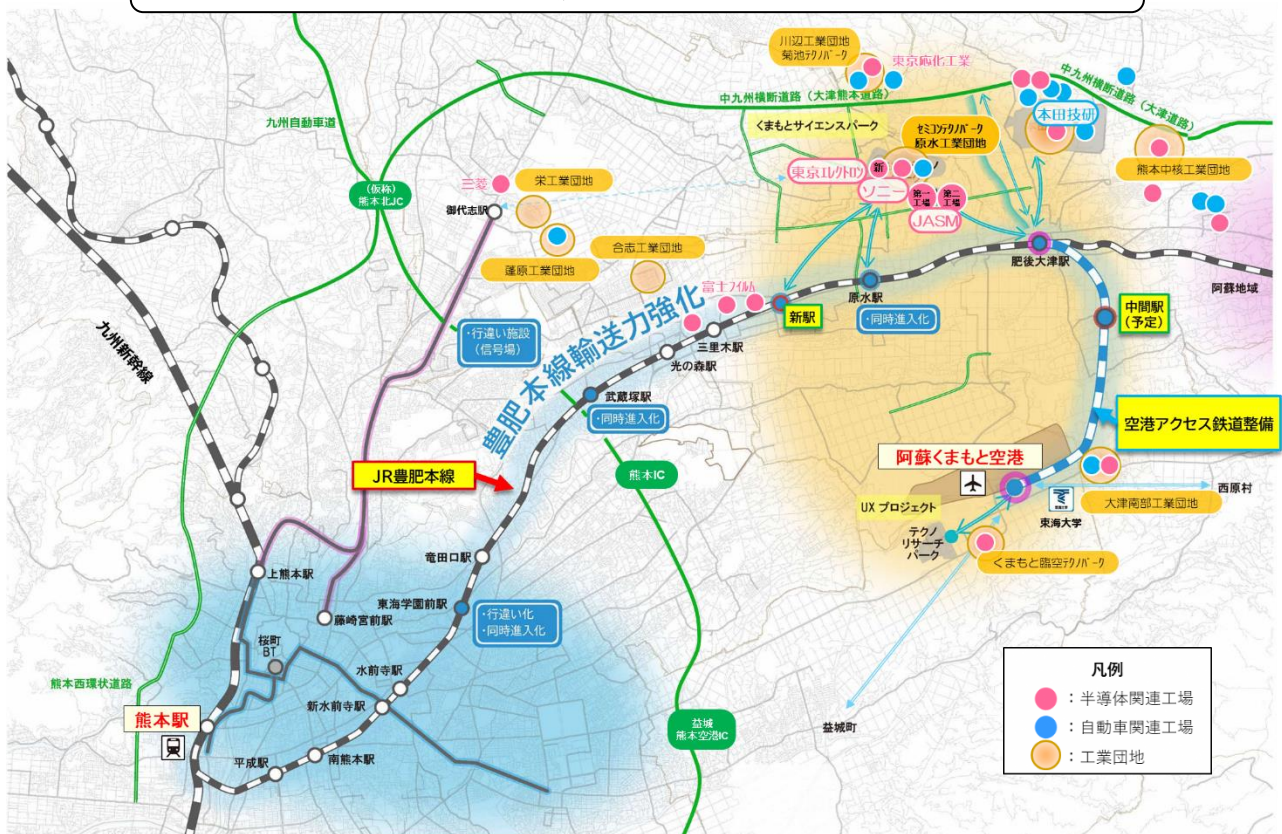 川辺工業団地
菊池テクノパーク
東京応化工業
中九州横断道路（大津熊本道路）
中九州横断道路（大津道路）
九州自動車道
くまもとサイエンスパーク
セミコンテクノパーク
原水工業団地
本田技研
熊本中核工業団地
三菱
栄工業団地
（仮称）
熊本北JC
御代志駅
東京エレクトロン
新
ソニー
第一
工場
第二
工場
JASM
合志工業団地
蓬原工業団地
肥後大津駅
阿蘇地域
富士フイルム
新駅
原水駅
・同時進入化
中間駅
（予定）
九州新幹線
・行違い施設
（信号場）
三里木駅
光の森駅
豊肥本線輸送力強化
武蔵塚駅
・同時進入化
空港アクセス鉄道整備
JR豊肥本線
熊本IC
阿蘇くまもと空港
UX プロジェクト
東海大学
大津南部工業団地
西原村
テクノ
リサーチ
パーク
くまもと臨空テクノパーク
竜田口駅
上熊本駅
藤崎宮前駅
東海学園前駅
・行違い化
・同時進入化
桜町
BT
水前寺駅
新水前寺駅
熊本西環状道路
熊本駅
平成駅
南熊本駅
益城
熊本空港IC
益城町
凡例
：半導体関連工場
：自動車関連工場
：工業団地